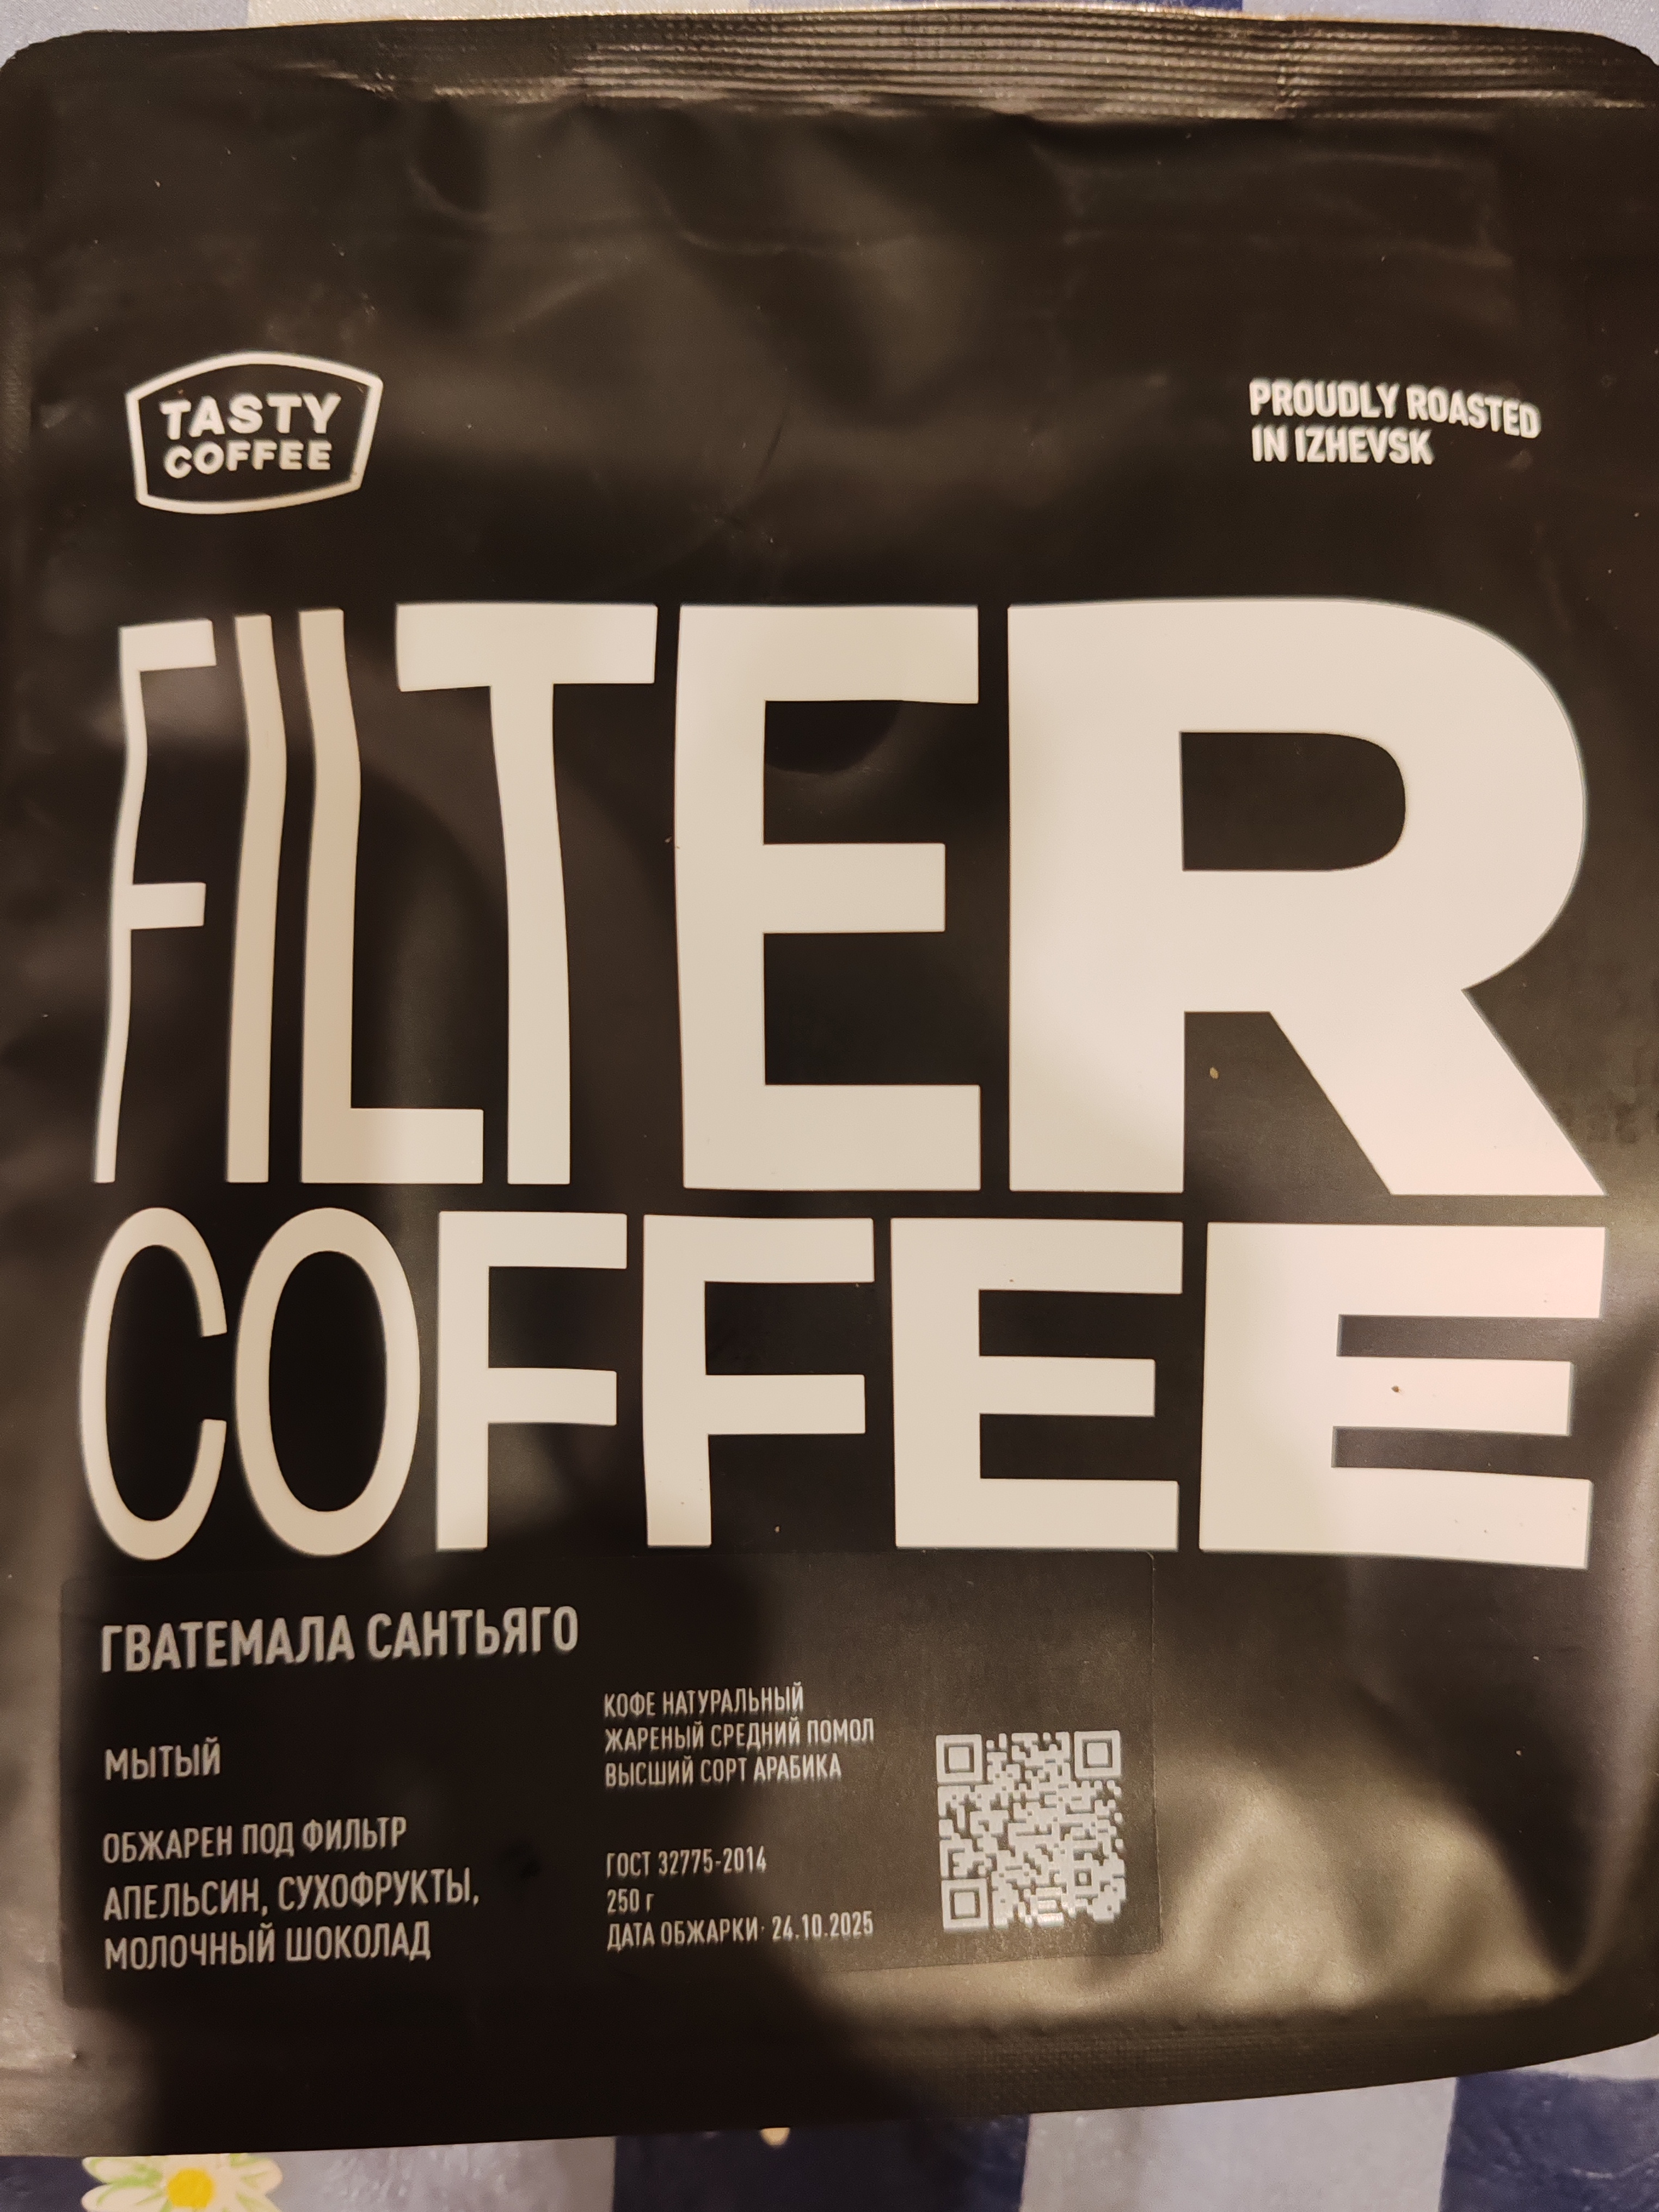 TASTY
COFFEE
PROUDLY ROASTED
IN IZHEVSK
FILTER
COFFEE
ГВАТЕМАЛА САНТЬЯГО
МЫТЫЙ
ОБЖАРЕН ПОД ФИЛЬТР
АПЕЛЬСИН, СУХОФРУКТЫ,
МОЛОЧНЫЙ ШОКОЛАД
КОФЕ НАТУРАЛЬНЫЙ
ЖАРЕНЫЙ СРЕДНИЙ ПОМОЛ
ВЫСШИЙ СОРТ АРАБИКА
ГОСТ 32775-2014
250 г
ДАТА ОБЖАРКИ: 24.10.2025